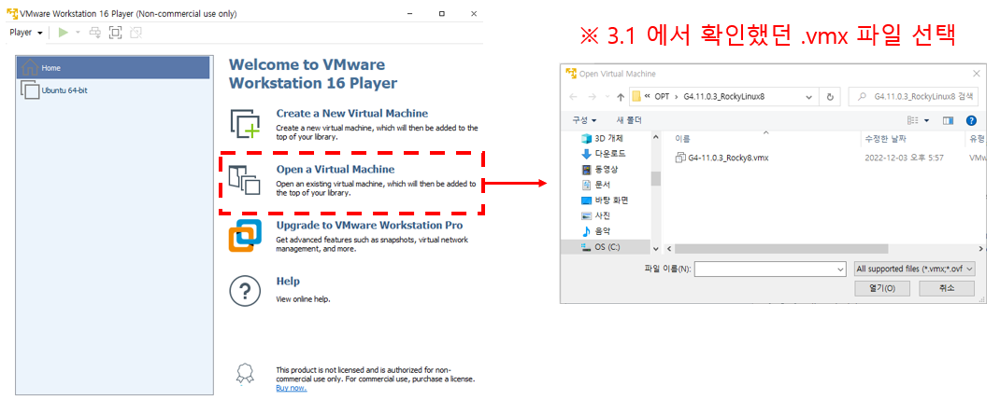 VMware Workstation 16 Player (Non-commercial use only)
Player
Home
Ubuntu 64-bit
Welcome to VMware
Workstation 16 Player
Create a New Virtual Machine
Create a new virtual machine, which will then be added to the
top of your library.
Open a Virtual Machine
Open an existing virtual machine, which will then be added to
the top of your library.
Upgrade to VMware Workstation Pro
Get advanced features such as snapshots, virtual network
management, and more.
Help
View online help.
This product is not licensed and is authorized for non-
commercial use only. For commercial use, purchase a license.
Buy now.
※ 3.1 에서 확인했던 .vmx 파일 선택
Open Virtual Machine
« OPT > G4.11.0.3_RockyLinux8
G4.11.0.3_RockyLinux8 검색
구성 새 폴더
이름 수정한 날짜 유형
3D 개체
다운로드
동영상
문서
바탕 화면
사진
음악
OS (C:)
G4-11.0.3_Rocky8.vmx 2022-12-03 오후 5:57 VMw
파일 이름(N): All supported files (*.vmx;*.ovf
열기(O) 취소